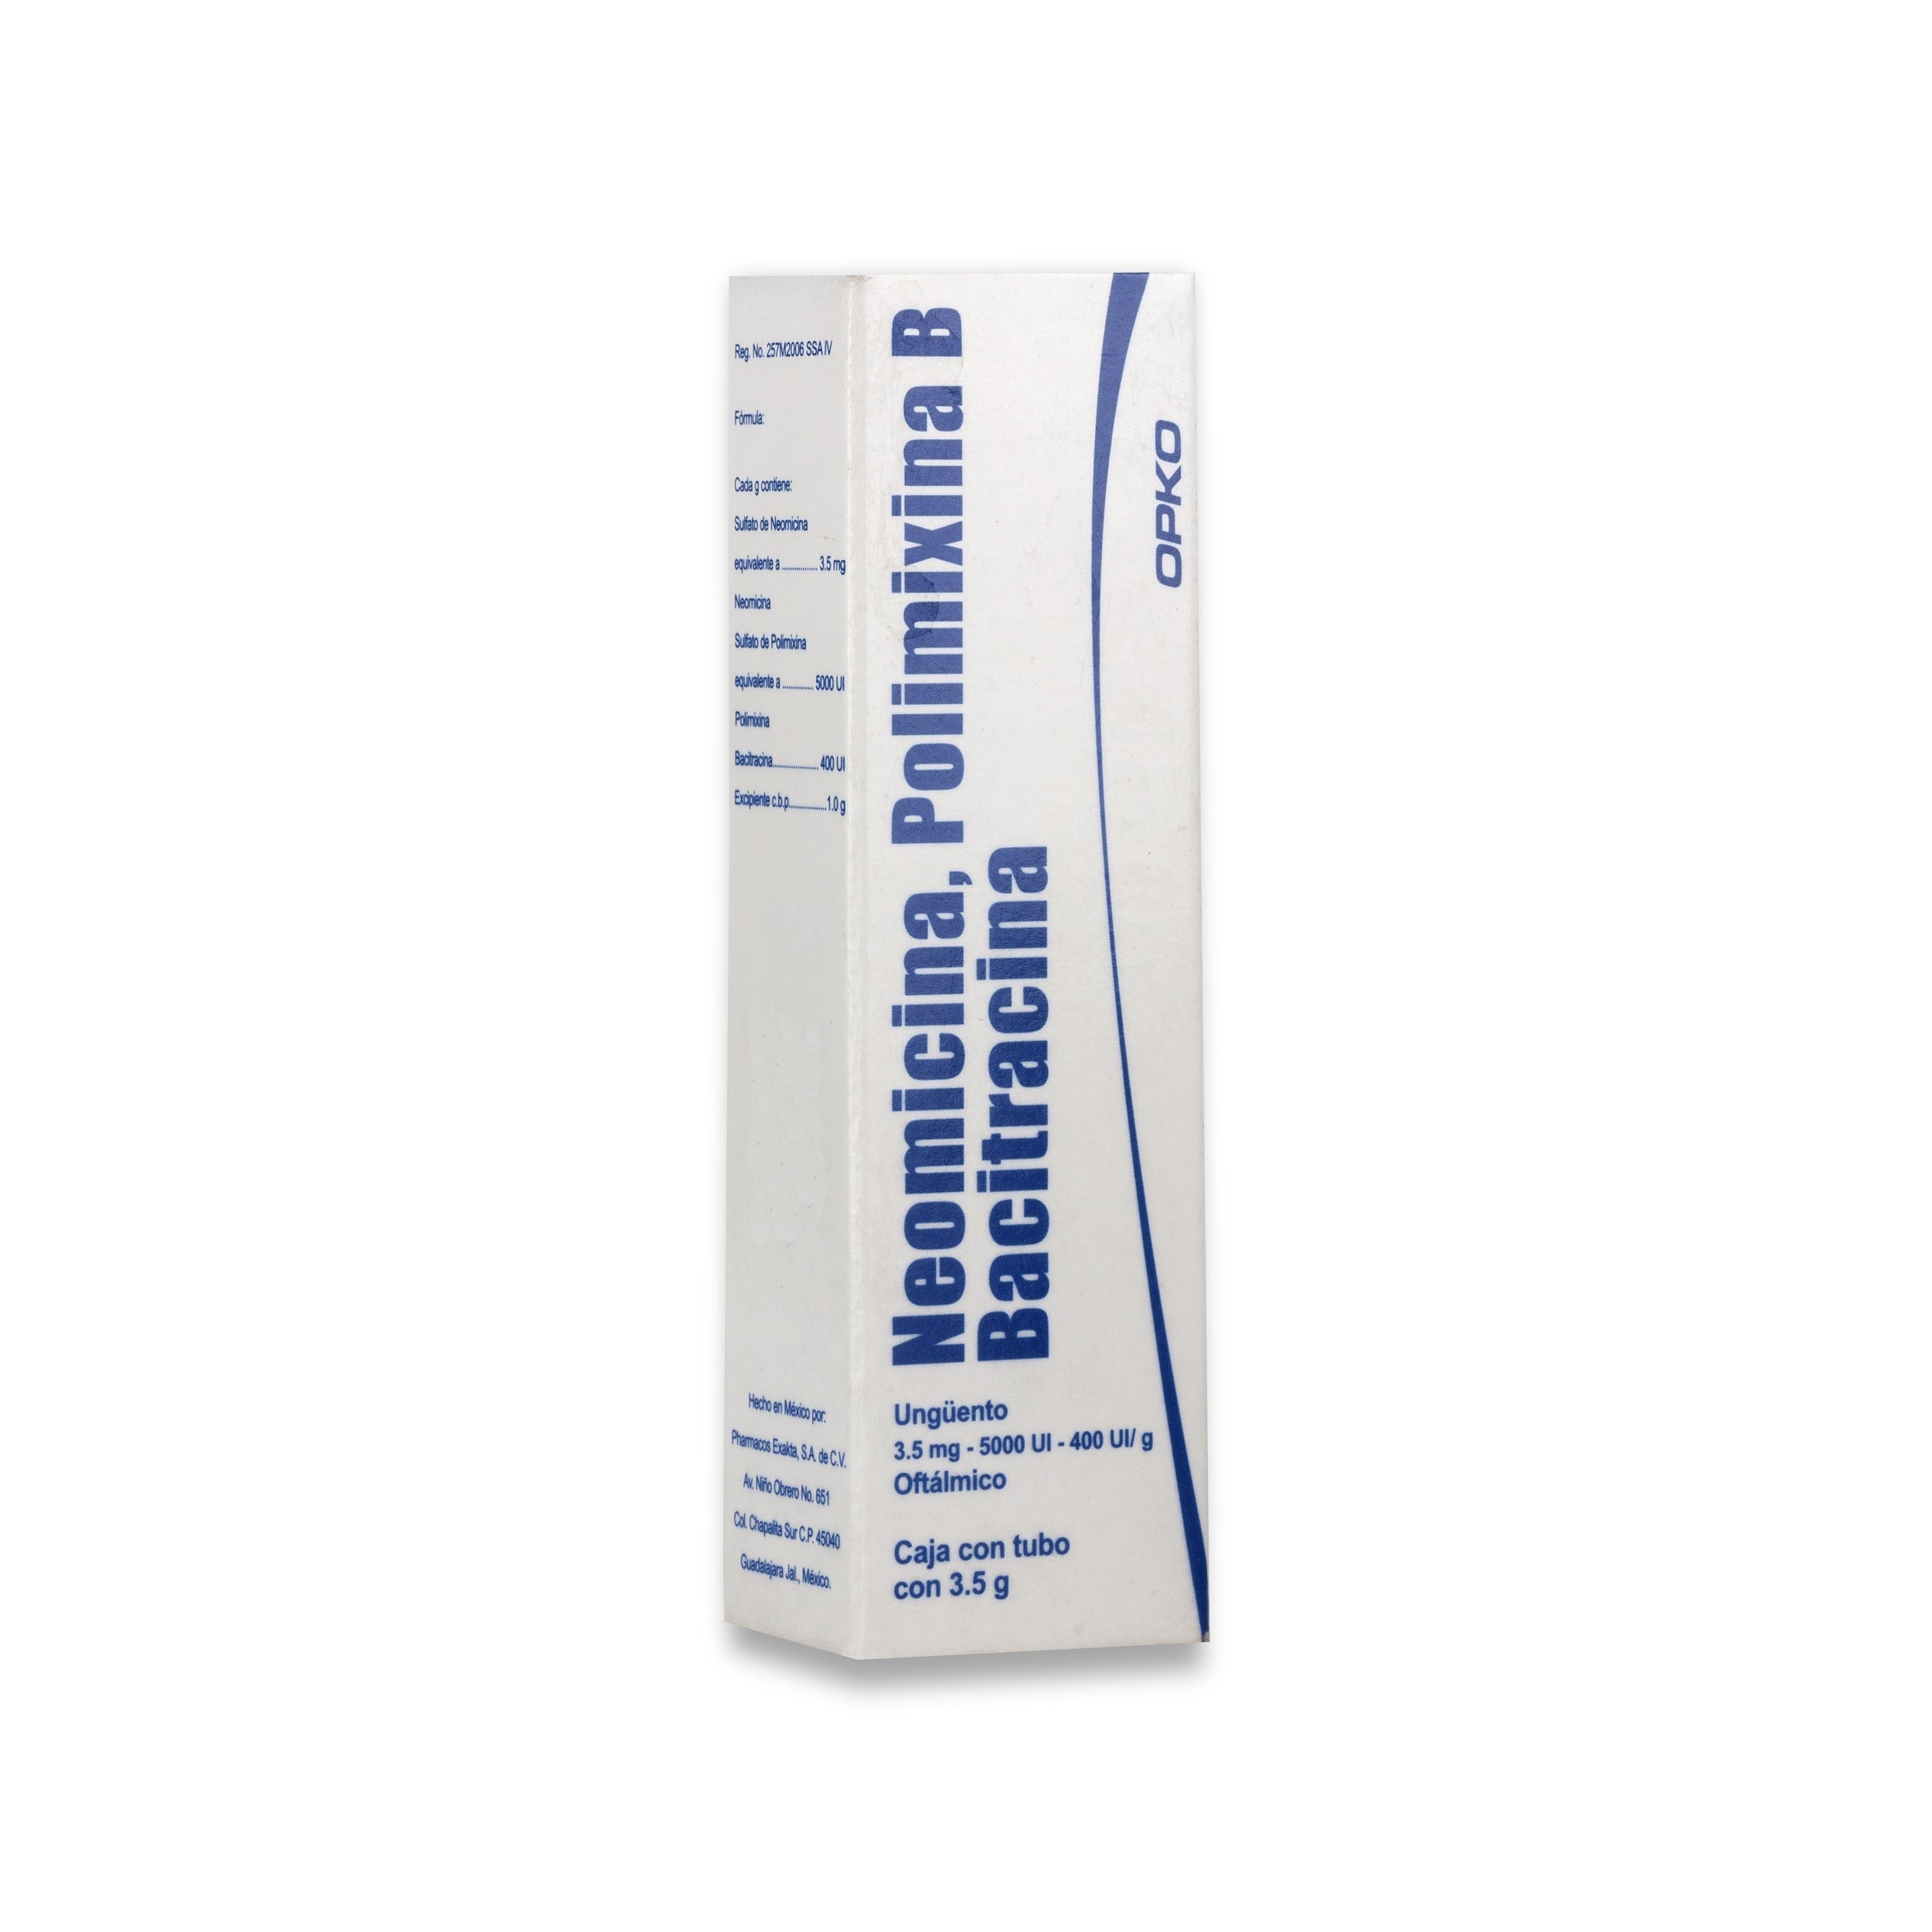 Reg. No. 257M2006 SSA IV
Fórmula:
Cada g contiene:
Sulfato de Neomicina
equivalente a ............... 3.5 mg
Neomicina
Sulfato de Polimixina
equivalente a ............. 5000 UI
Polimixina
Bacitracina.................... 400 UI
Excipiente c.b.p................1.0 g
Hecho en México por:
Pharmacos Exakta, S.A. de C.V.
Av. Niño Obrero No. 651
Col. Chapalita Sur C.P. 45040
Guadalajara Jal., México.
Neomicina, Polimixina B
Bacitracina
OPKO
Ungüento
3.5 mg - 5000 UI - 400 UI/ g
Oftálmico
Caja con tubo
con 3.5 g